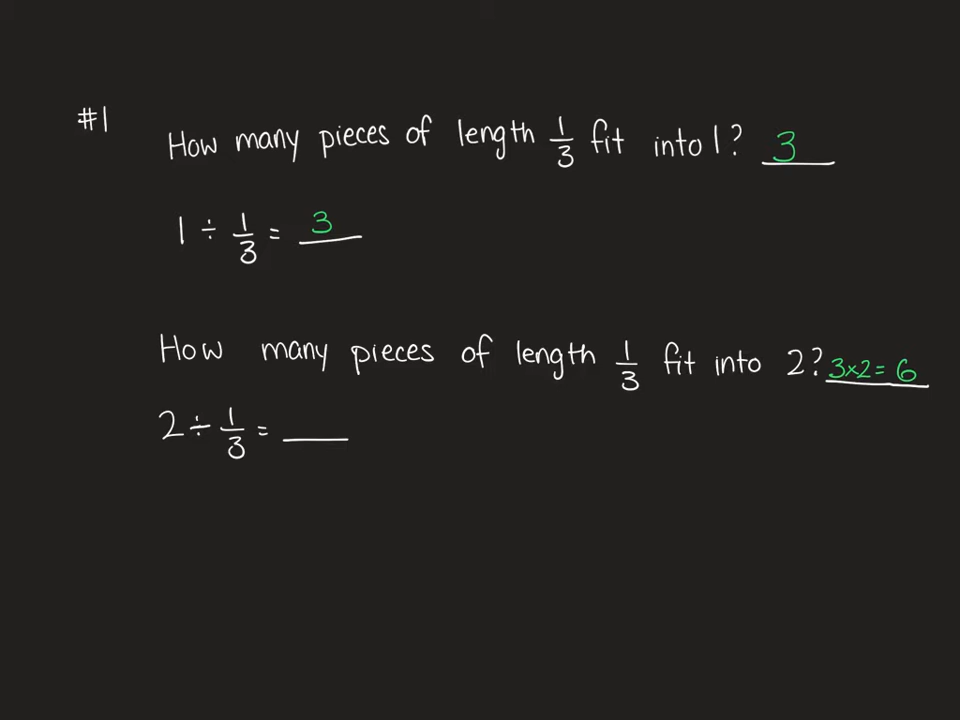 #1
How many pieces of length 1/3 fit into 1? 3
1 ÷ 1/3 = 3
How many pieces of length 1/3 fit into 2? 3×2= 6
2 ÷ 1/3 = ___